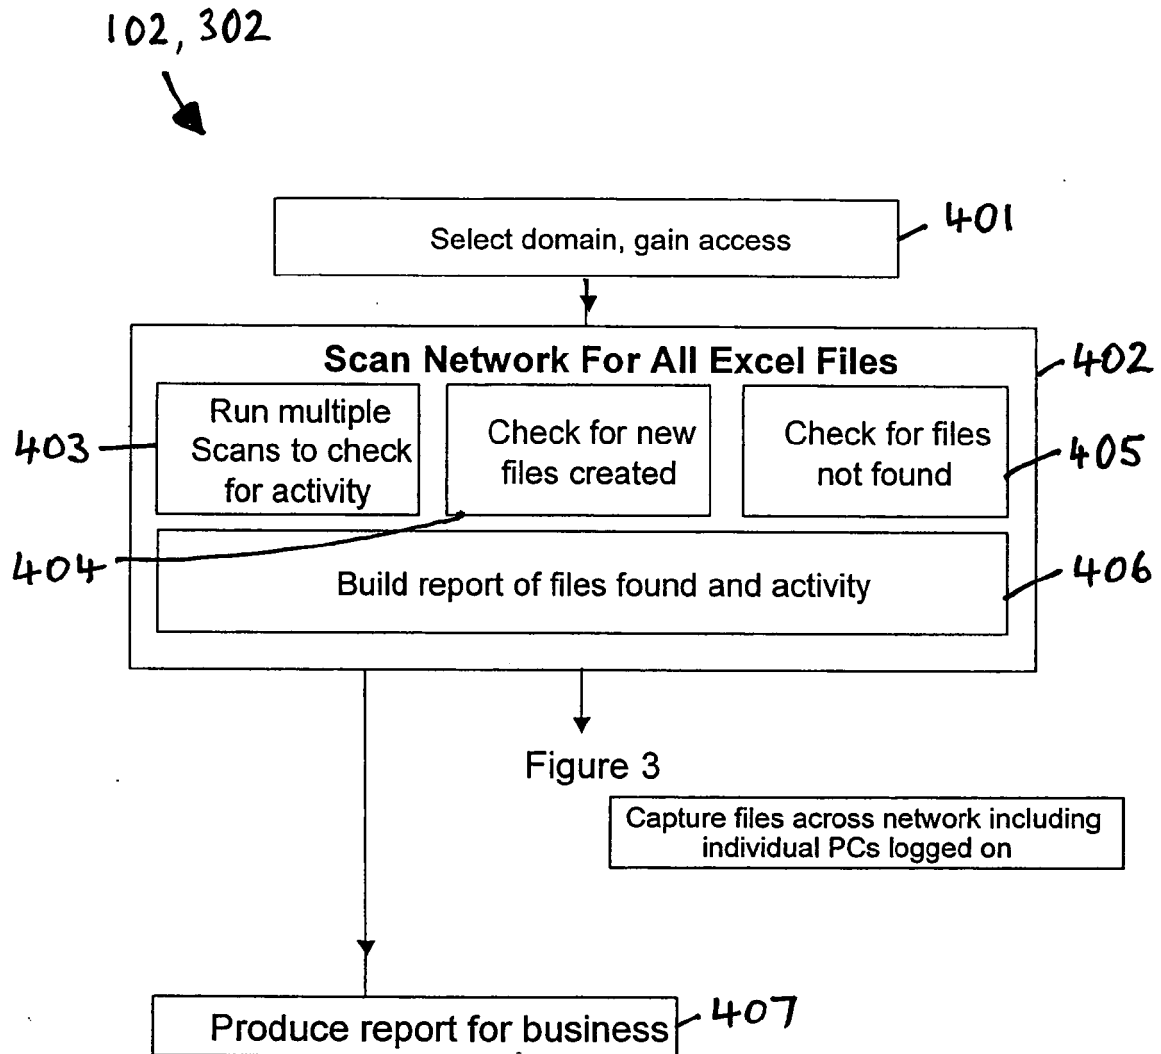 102, 302
Select domain, gain access
401
Scan Network For All Excel Files
402
403
Run multiple
Scans to check
for activity
Check for new
files created
Check for files
not found
405
404
Build report of files found and activity
406
Figure 3
Capture files across network including
individual PCs logged on
Produce report for business
407